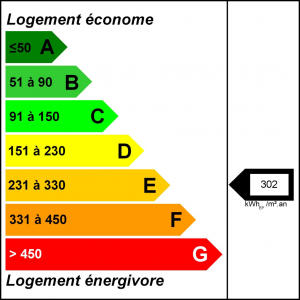 Logement économe
≤50 A
51 à 90 B
91 à 150 C
151 à 230 D
231 à 330 E
302
kWhEP /m².an
331 à 450 F
> 450 G
Logement énergivore